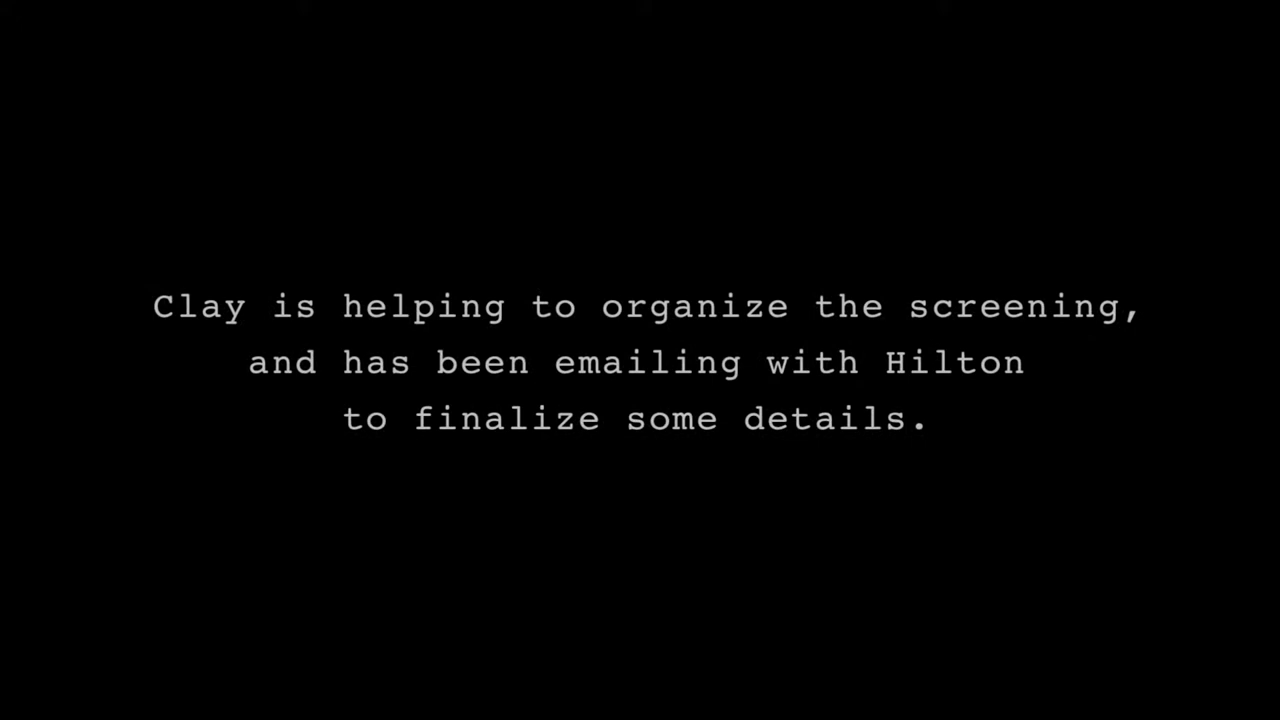 Clay is helping to organize the screening,
and has been emailing with Hilton
to finalize some details.